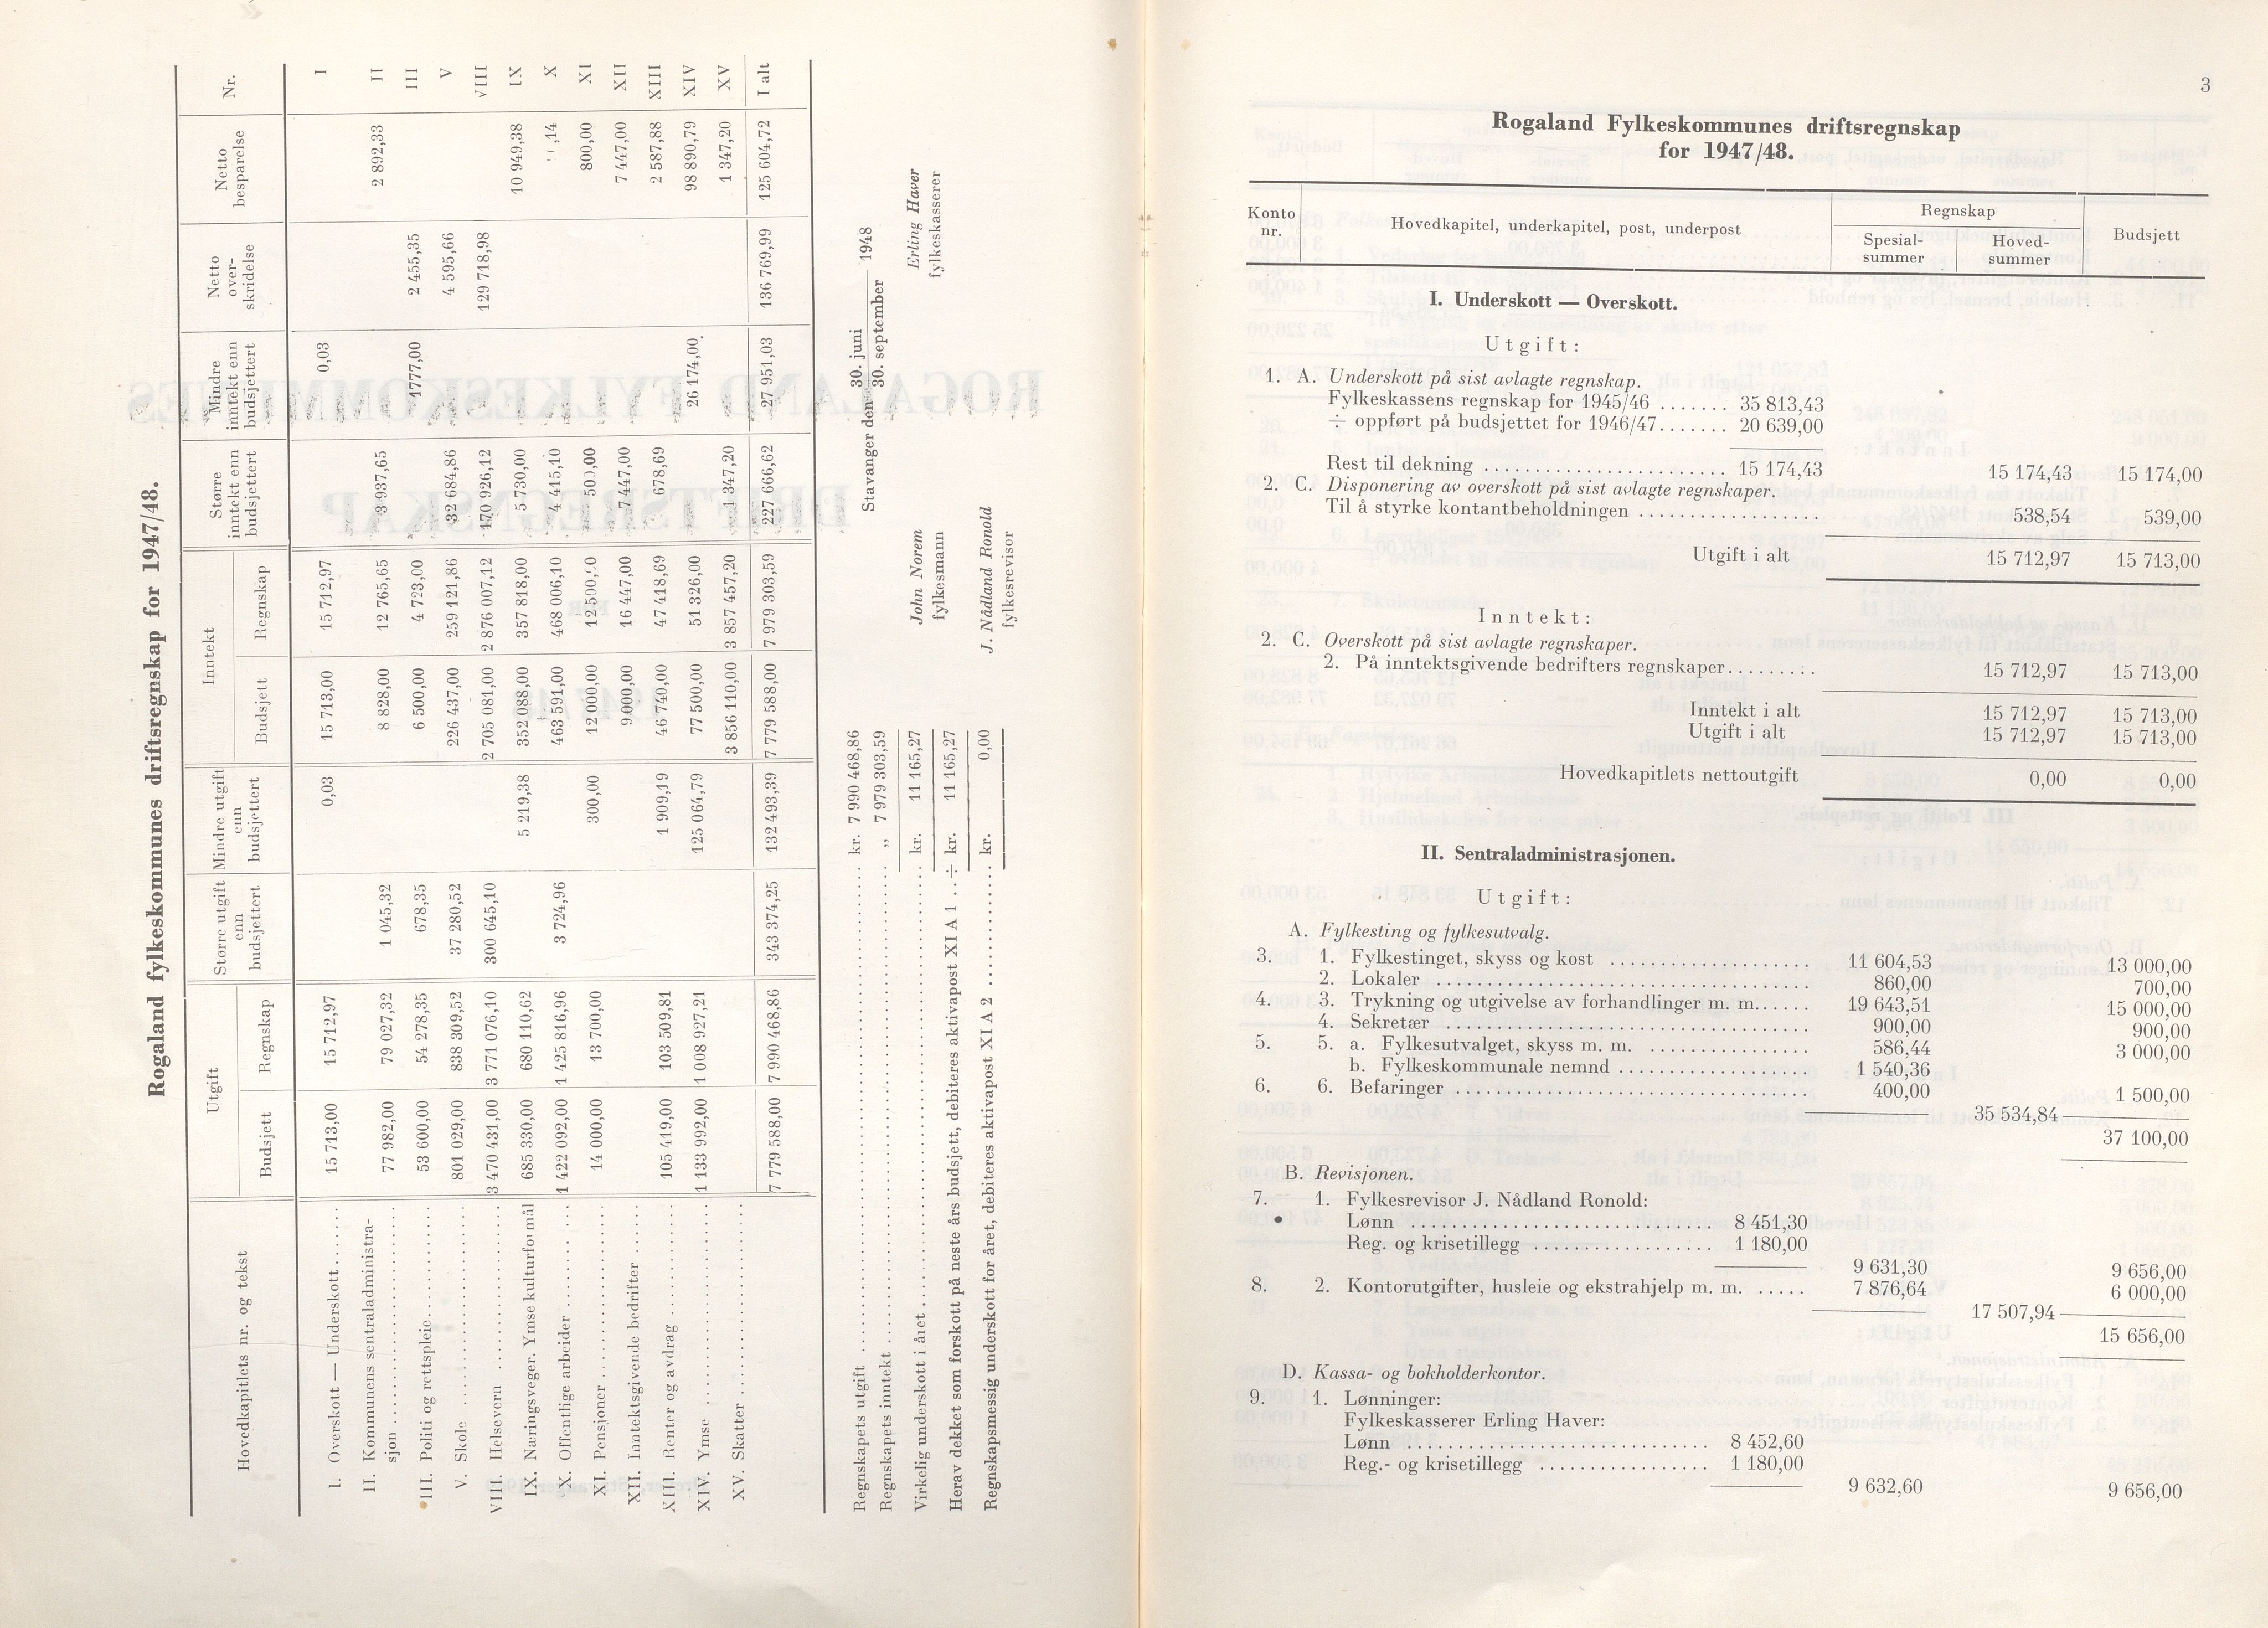 Rogaland fylkeskommunes driftsregnskap for 1947/48.
Hovedkapitlets nr. og tekst | Utgift | Større utgift enn budsjettert | Mindre utgift enn budsjettert | Inntekt | Større inntekt enn budsjettert | Mindre inntekt enn budsjettert | Netto over- skridelse | Netto besparelse | Nr.
Budsjett | Regnskap | Budsjett | Regnskap
I. Overskott — Underskott ...... 15 713,00 15 712,97 0,03 15 713,00 15 712,97 0,03 I
II. Kommunens sentraladministra-
sjon ...... 77 982,00 79 027,32 1 045,32 8 828,00 12 765,65 3 937,65 2 892,33 II
III. Politi og rettspleie ...... 53 600,00 54 278,35 678,35 6 500,00 4 723,00 1777,00 2 455,35 III
V. Skole ...... 801 029,00 838 309,52 37 280,52 226 437,00 259 121,86 32 684,86 4 595,66 V
VIII. Helsevern ...... 3 470 431,00 3 771 076,10 300 645,10 2 705 081,00 2 876 007,12 170 926,12 129 718,98 VIII
IX. Næringsveger. Ymse kulturformål 685 330,00 680 110,62 5 219,38 352 088,00 357 818,00 5 730,00 10 949,38 IX
X. Offentlige arbeider ...... 1 422 092,00 1 425 816,96 3 724,96 463 591,00 468 006,10 4 415,10 ,14 X
XI. Pensjoner ...... 14 000,00 13 700,00 300,00 12 000,00 12 500,00 500,00 800,00 XI
XII. Inntektsgivende bedrifter ...... 9 000,00 16 447,00 7 447,00 7 447,00 XII
XIII. Renter og avdrag ...... 105 419,00 103 509,81 1 909,19 46 740,00 47 418,69 678,69 2 587,88 XIII
XIV. Ymse ...... 1 133 992,00 1 008 927,21 125 064,79 77 500,00 51 326,00 26 174,00 98 890,79 XIV
XV. Skatter ...... 3 856 110,00 3 857 457,20 1 347,20 1 347,20 XV
7 779 588,00 7 990 468,86 343 374,25 132 493,39 7 779 588,00 7 979 303,59 227 666,62 27 951,03 136 769,99 125 604,72 I alt
Regnskapets utgift ...... kr. 7 990 468,86
Regnskapets inntekt ...... „ 7 979 303,59
Virkelig underskott i året ...... kr. 11 165,27
Herav dekket som forskott på neste års budsjett, debiteres aktivapost XI A 1 .. ÷ kr. 11 165,27
Regnskapsmessig underskott for året, debiteres aktivapost XI A 2 ...... kr. 0,00
Stavanger den 30. juni / 30. september 1948
John Norem
fylkesmann
Erling Haver
fylkeskasserer
J. Nådland Ronold
fylkesrevisor
3
Rogaland Fylkeskommunes driftsregnskap
for 1947/48.
Konto nr. | Hovedkapitel, underkapitel, post, underpost | Regnskap | Budsjett
Spesial- summer | Hoved- summer
I. Underskott — Overskott.
Utgift:
1. A. Underskott på sist avlagte regnskap.
Fylkeskassens regnskap for 1945/46 ....... 35 813,43
÷ oppført på budsjettet for 1946/47....... 20 639,00
Rest til dekning ........................ 15 174,43 15 174,43 15 174,00
2. C. Disponering av overskott på sist avlagte regnskaper.
Til å styrke kontantbeholdningen .................. 538,54 539,00
Utgift i alt 15 712,97 15 713,00
Inntekt:
2. C. Overskott på sist avlagte regnskaper.
2. På inntektsgivende bedrifters regnskaper......... 15 712,97 15 713,00
Inntekt i alt 15 712,97 15 713,00
Utgift i alt 15 712,97 15 713,00
Hovedkapitlets nettoutgift 0,00 0,00
II. Sentraladministrasjonen.
Utgift:
A. Fylkesting og fylkesutvalg.
3. 1. Fylkestinget, skyss og kost .................... 11 604,53 13 000,00
2. Lokaler ..................................... 860,00 700,00
4. 3. Trykning og utgivelse av forhandlinger m. m...... 19 643,51 15 000,00
4. Sekretær .................................... 900,00 900,00
5. 5. a. Fylkesutvalget, skyss m. m. ................ 586,44 3 000,00
b. Fylkeskommunale nemnd ................... 1 540,36
6. 6. Befaringer ................................... 400,00 1 500,00
35 534,84
37 100,00
B. Revisjonen.
7. 1. Fylkesrevisor J. Nådland Ronold:
Lønn ............................. 8 451,30
Reg. og krisetillegg .................. 1 180,00
9 631,30 9 656,00
8. 2. Kontorutgifter, husleie og ekstrahjelp m. m. ..... 7 876,64 6 000,00
17 507,94
15 656,00
D. Kassa- og bokholderkontor.
9. 1. Lønninger:
Fylkeskasserer Erling Haver:
Lønn .............................. 8 452,60
Reg.- og krisetillegg ................. 1 180,00
9 632,60 9 656,00